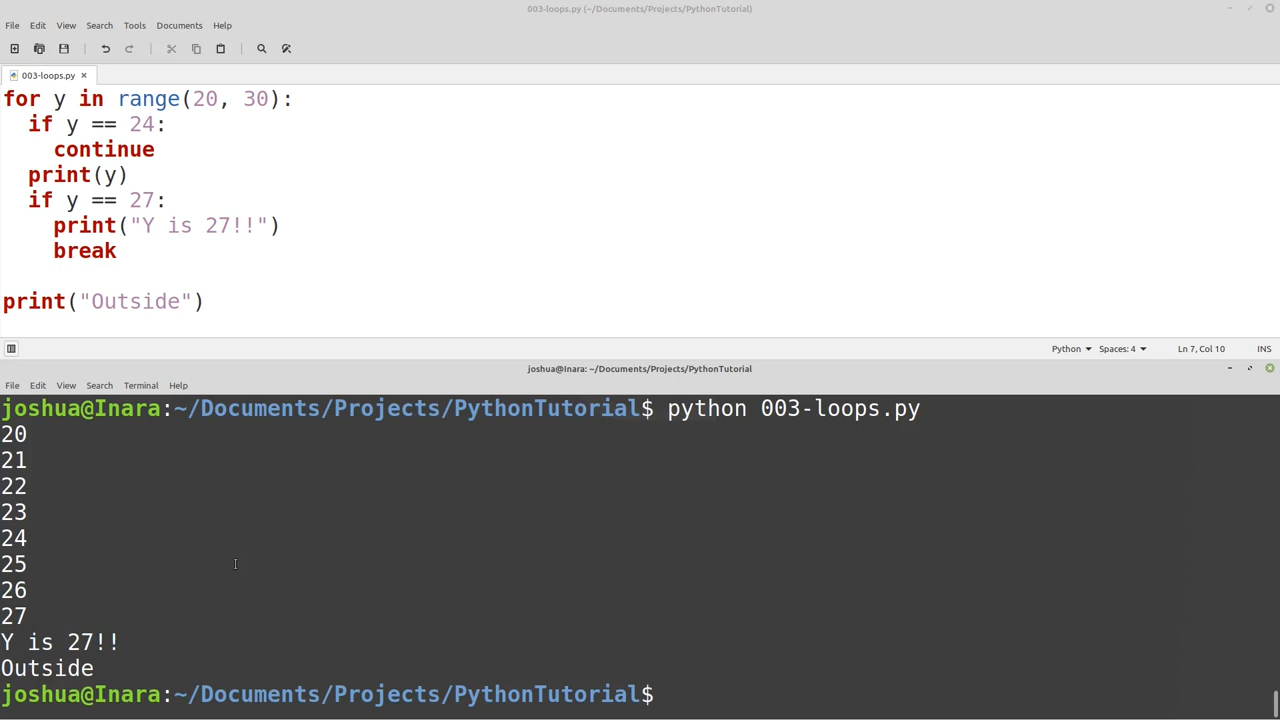 003-loops.py (~/Documents/Projects/PythonTutorial)
File Edit View Search Tools Documents Help
003-loops.py ×
for y in range(20, 30):
  if y == 24:
    continue
  print(y)
  if y == 27:
    print("Y is 27!!")
    break
print("Outside")
Python Spaces: 4 Ln 7, Col 10 INS
joshua@Inara: ~/Documents/Projects/PythonTutorial
File Edit View Search Terminal Help
joshua@Inara:~/Documents/Projects/PythonTutorial$ python 003-loops.py
20
21
22
23
24
25
26
27
Y is 27!!
Outside
joshua@Inara:~/Documents/Projects/PythonTutorial$